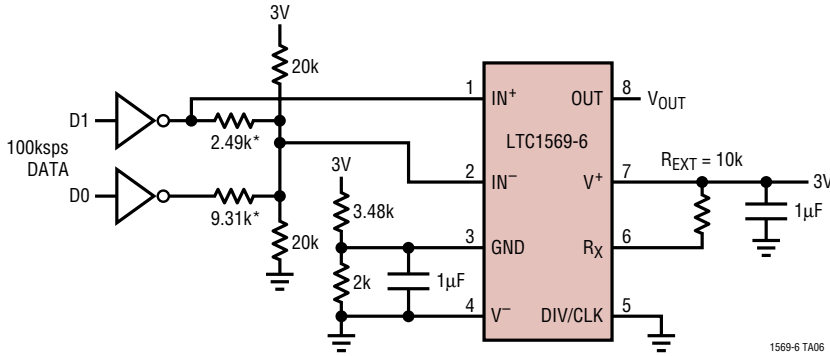 3V
20k
1
IN+
OUT
8
VOUT
D1
2.49k*
100ksps
DATA
LTC1569-6
3V
REXT = 10k
2
IN–
V+
7
3V
D0
9.31k*
3.48k
1µF
20k
3
GND
RX
6
2k
1µF
4
V–
DIV/CLK
5
1569-6 TA06